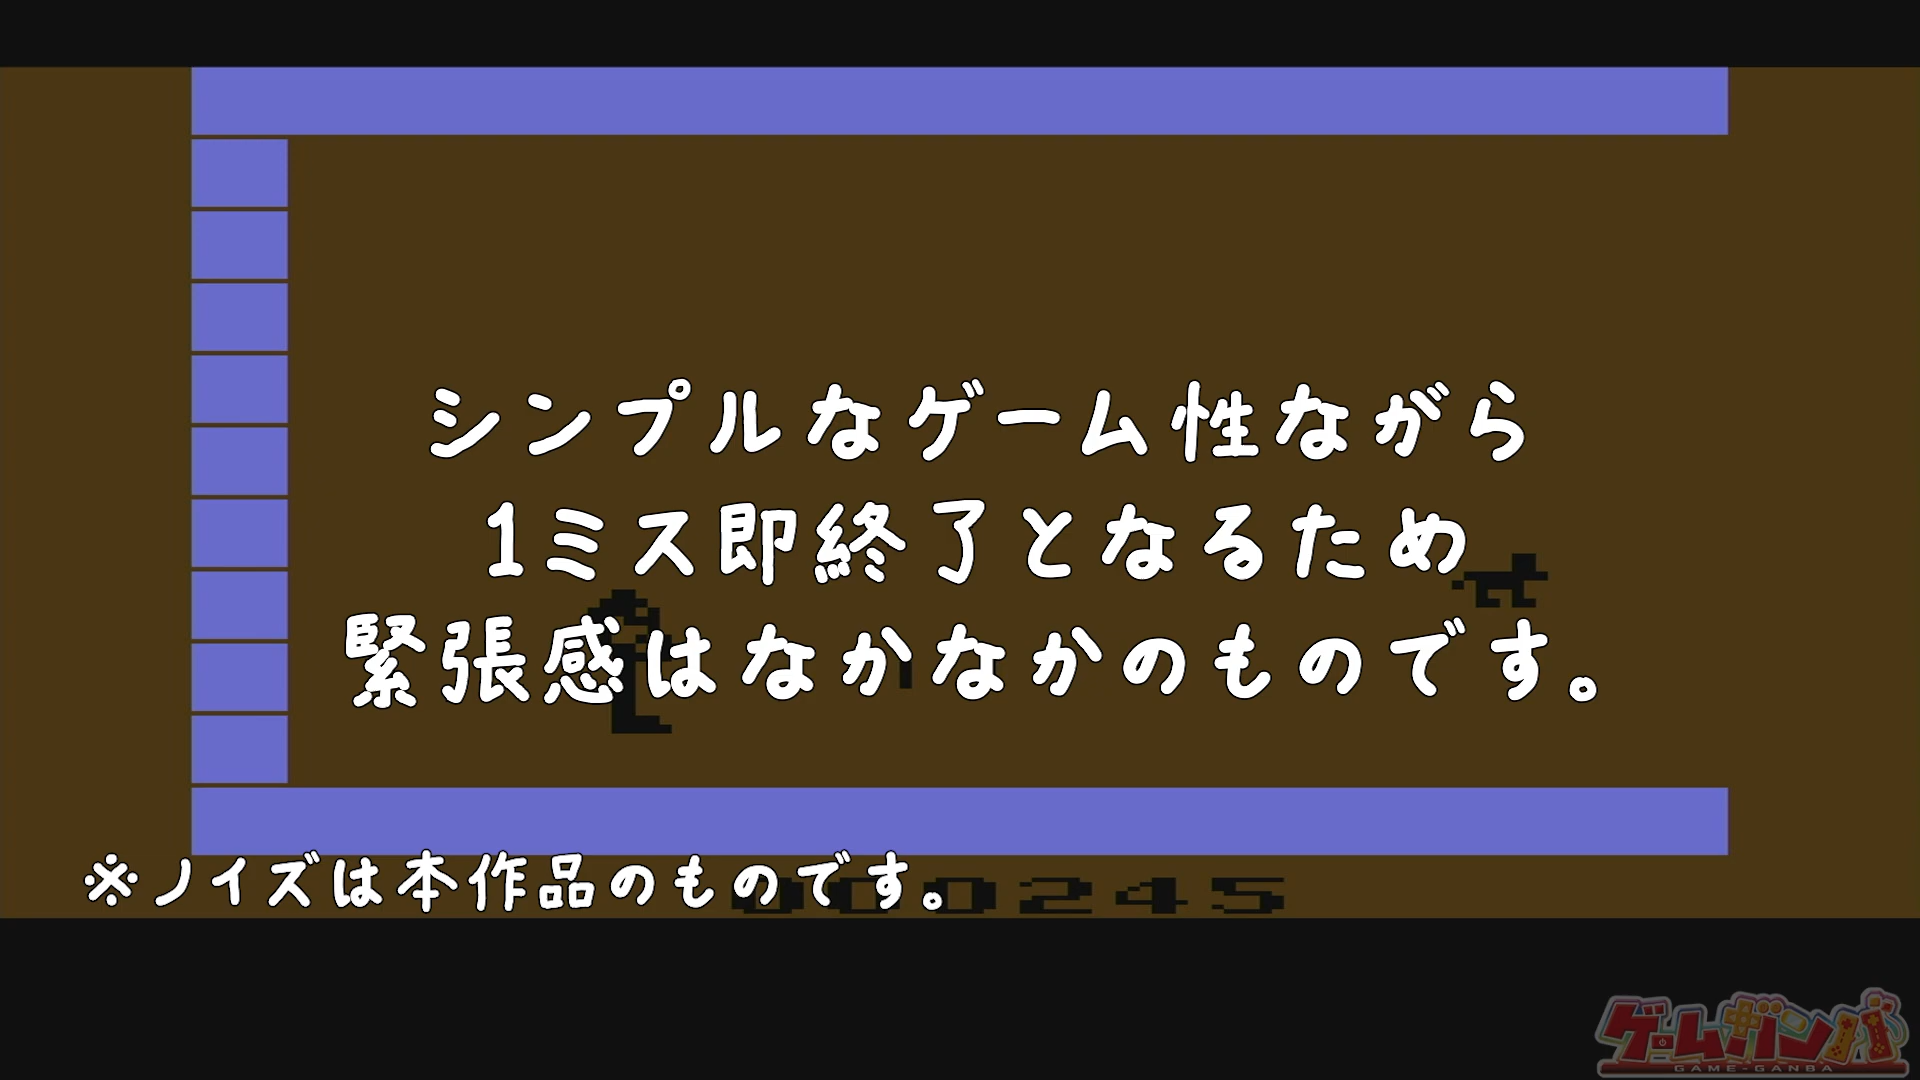 シンプルなゲーム性ながら
1ミス即終了となるため
緊張感はなかなかのものです。
※ノイズは本作品のものです。
000245
ゲームガンバ
GAME-GANBA